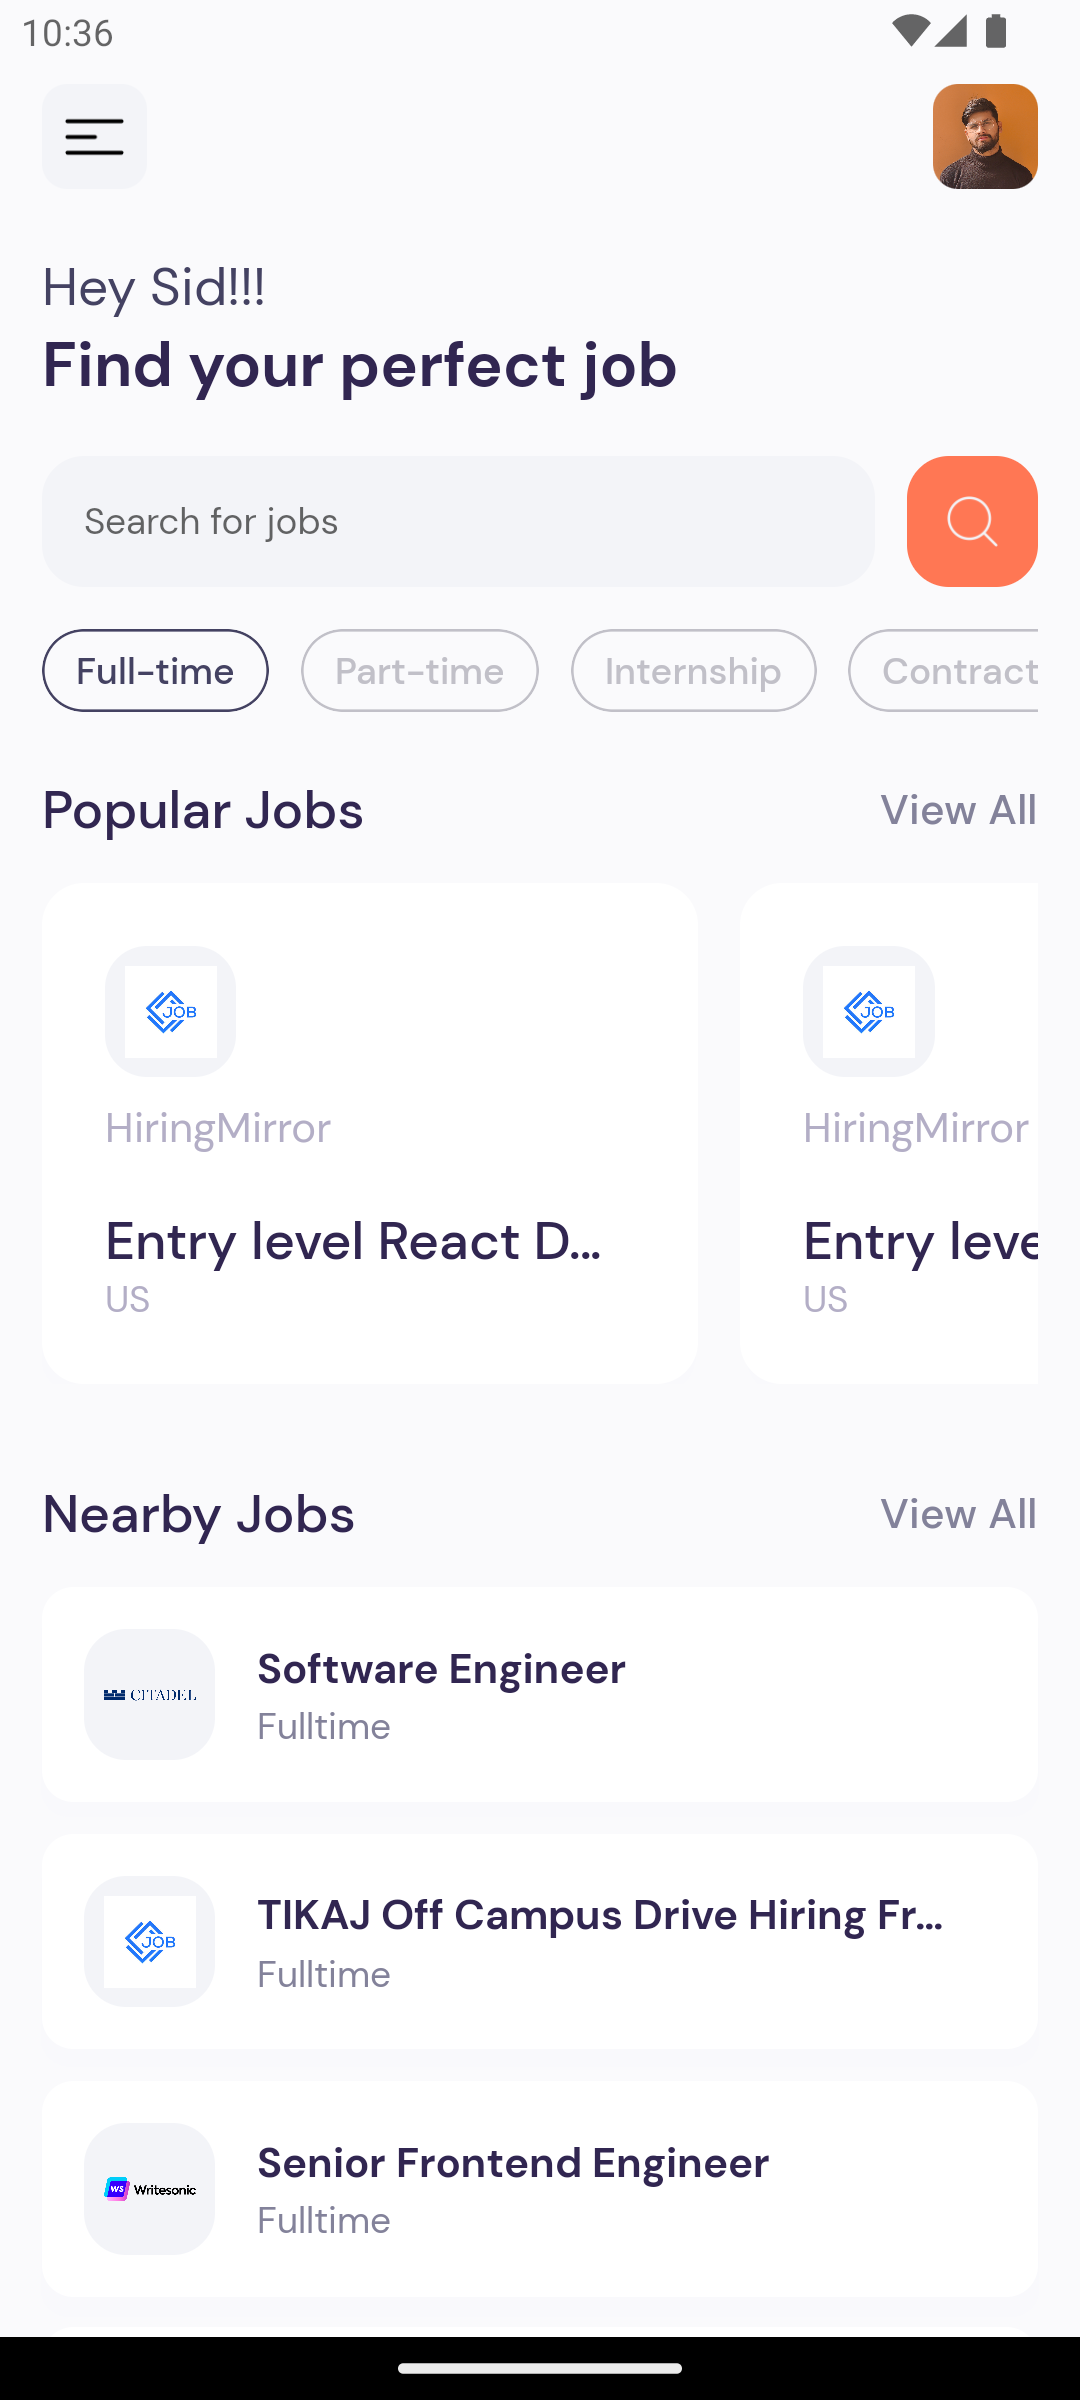 10:36
Hey Sid!!!
Find your perfect job
Search for jobs
Full-time
Part-time
Internship
Contract
Popular Jobs
View All
JOB
HiringMirror
Entry level React D...
US
JOB
HiringMirror
Entry leve
US
Nearby Jobs
View All
CITADEL
Software Engineer
Fulltime
JOB
TIKAJ Off Campus Drive Hiring Fr...
Fulltime
WS Writesonic
Senior Frontend Engineer
Fulltime